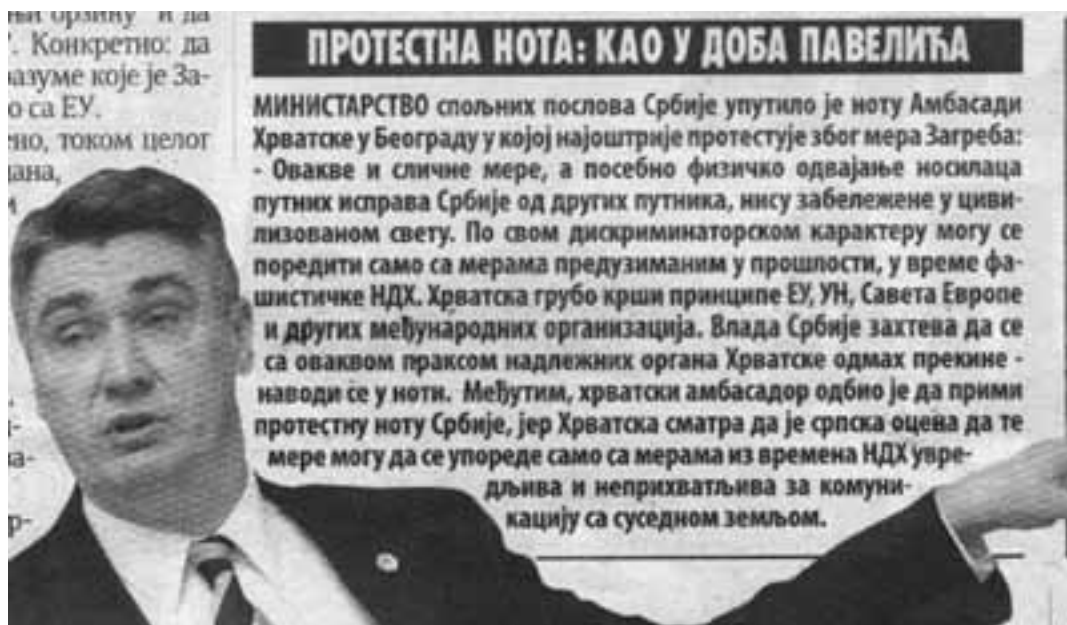 орзину" и да
. Конкретно: да
разуме које је За-
о са ЕУ.
ено, током целог
дана,
и
ПРОТЕСТНА НОТА: КАО У ДОБА ПАВЕЛИЋА
МИНИСТАРСТВО спољних послова Србије упутило је ноту Амбасади
Хрватске у Београду у којој најоштрије протестује због мера Загреба:
- Овакве и сличне мере, а посебно физичко одвајање носилаца
путних исправа Србије од других путника, нису забележене у циви-
лизованом свету. По свом дискриминаторском карактеру могу се
поредити само са мерама предузиманим у прошлости, у време фа-
шистичке НДХ. Хрватска грубо крши принципе ЕУ, УН, Савета Европе
и других међународних организација. Влада Србије захтева да се
са оваквом праксом надлежних органа Хрватске одмах прекине -
наводи се у ноти. Међутим, хрватски амбасадор одбио је да прими
протестну ноту Србије, јер Хрватска сматра да је српска оцена да те
мере могу да се упореде само са мерама из времена НДХ увре-
дљива и неприхватљива за комуни-
кацију са суседном земљом.